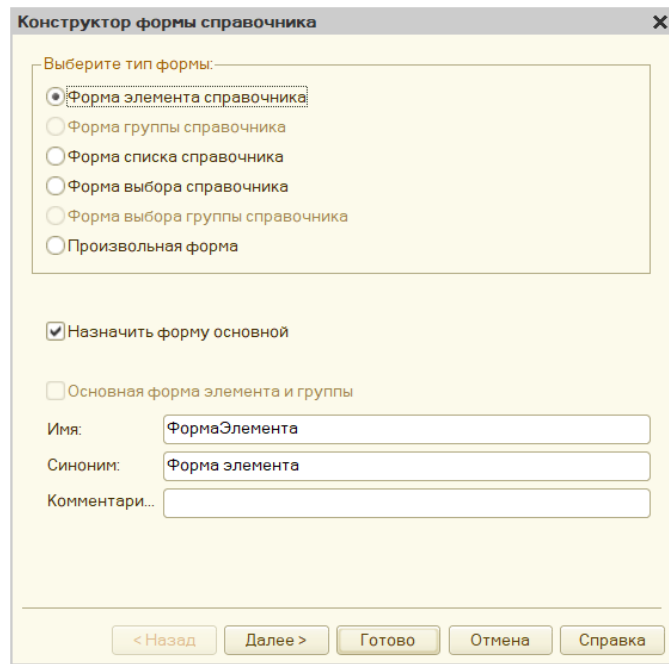 Конструктор формы справочника
Выберите тип формы:
Форма элемента справочника
Форма группы справочника
Форма списка справочника
Форма выбора справочника
Форма выбора группы справочника
Произвольная форма
Назначить форму основной
Основная форма элемента и группы
Имя: ФормаЭлемента
Синоним: Форма элемента
Комментари...
< Назад Далее > Готово Отмена Справка